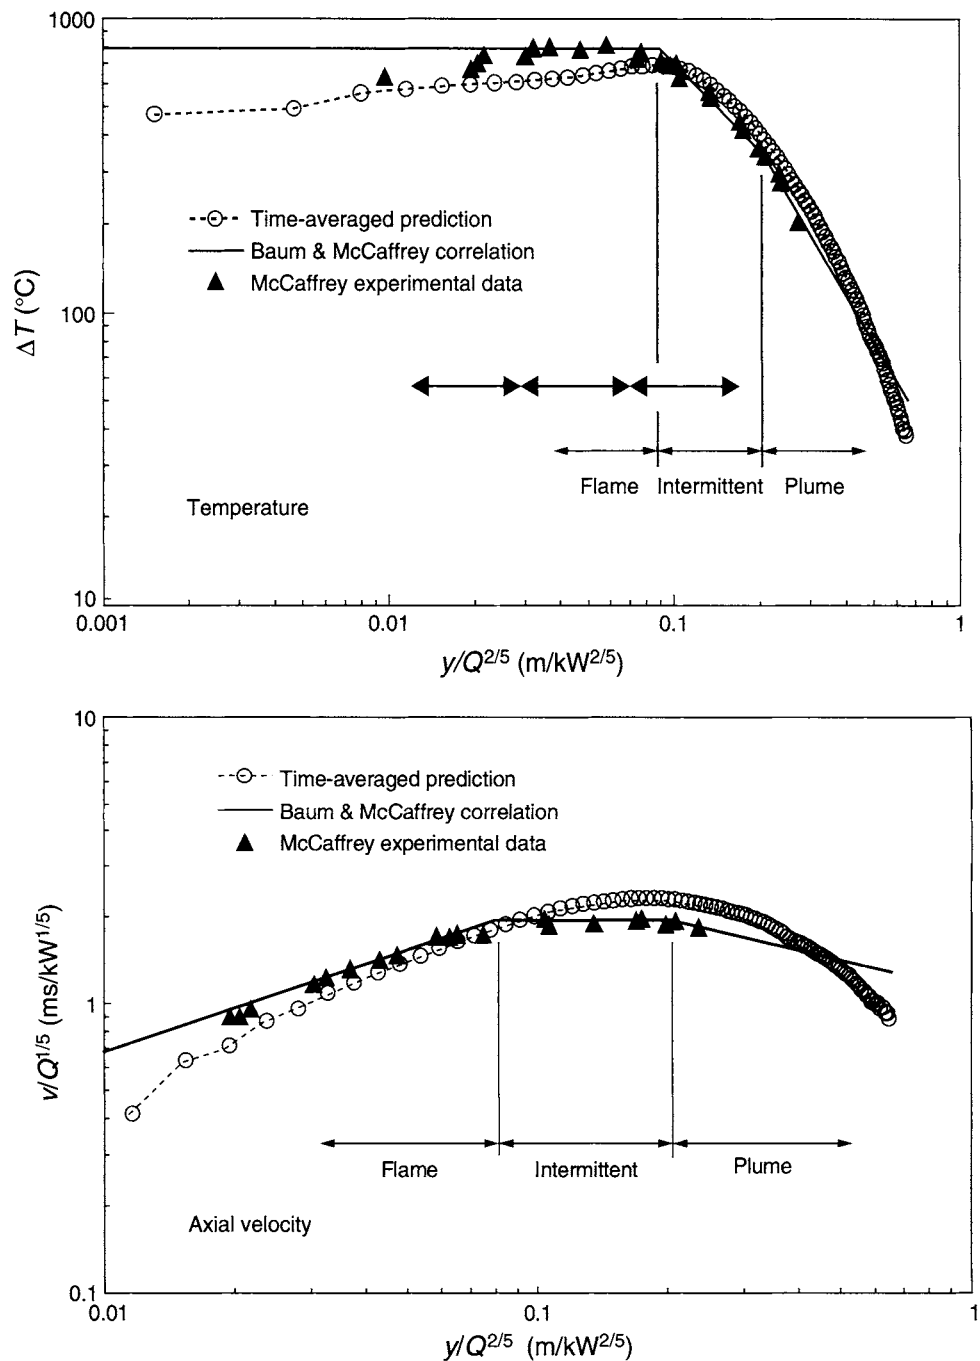 1000
100
10
ΔT (°C)
Time-averaged prediction
Baum & McCaffrey correlation
McCaffrey experimental data
Flame Intermittent Plume
Temperature
0.001 0.01 0.1 1
y/Q^2/5 (m/kW^2/5)
10
1
0.1
v/Q^1/5 (ms/kW^1/5)
Time-averaged prediction
Baum & McCaffrey correlation
McCaffrey experimental data
Flame Intermittent Plume
Axial velocity
0.01 0.1 1
y/Q^2/5 (m/kW^2/5)